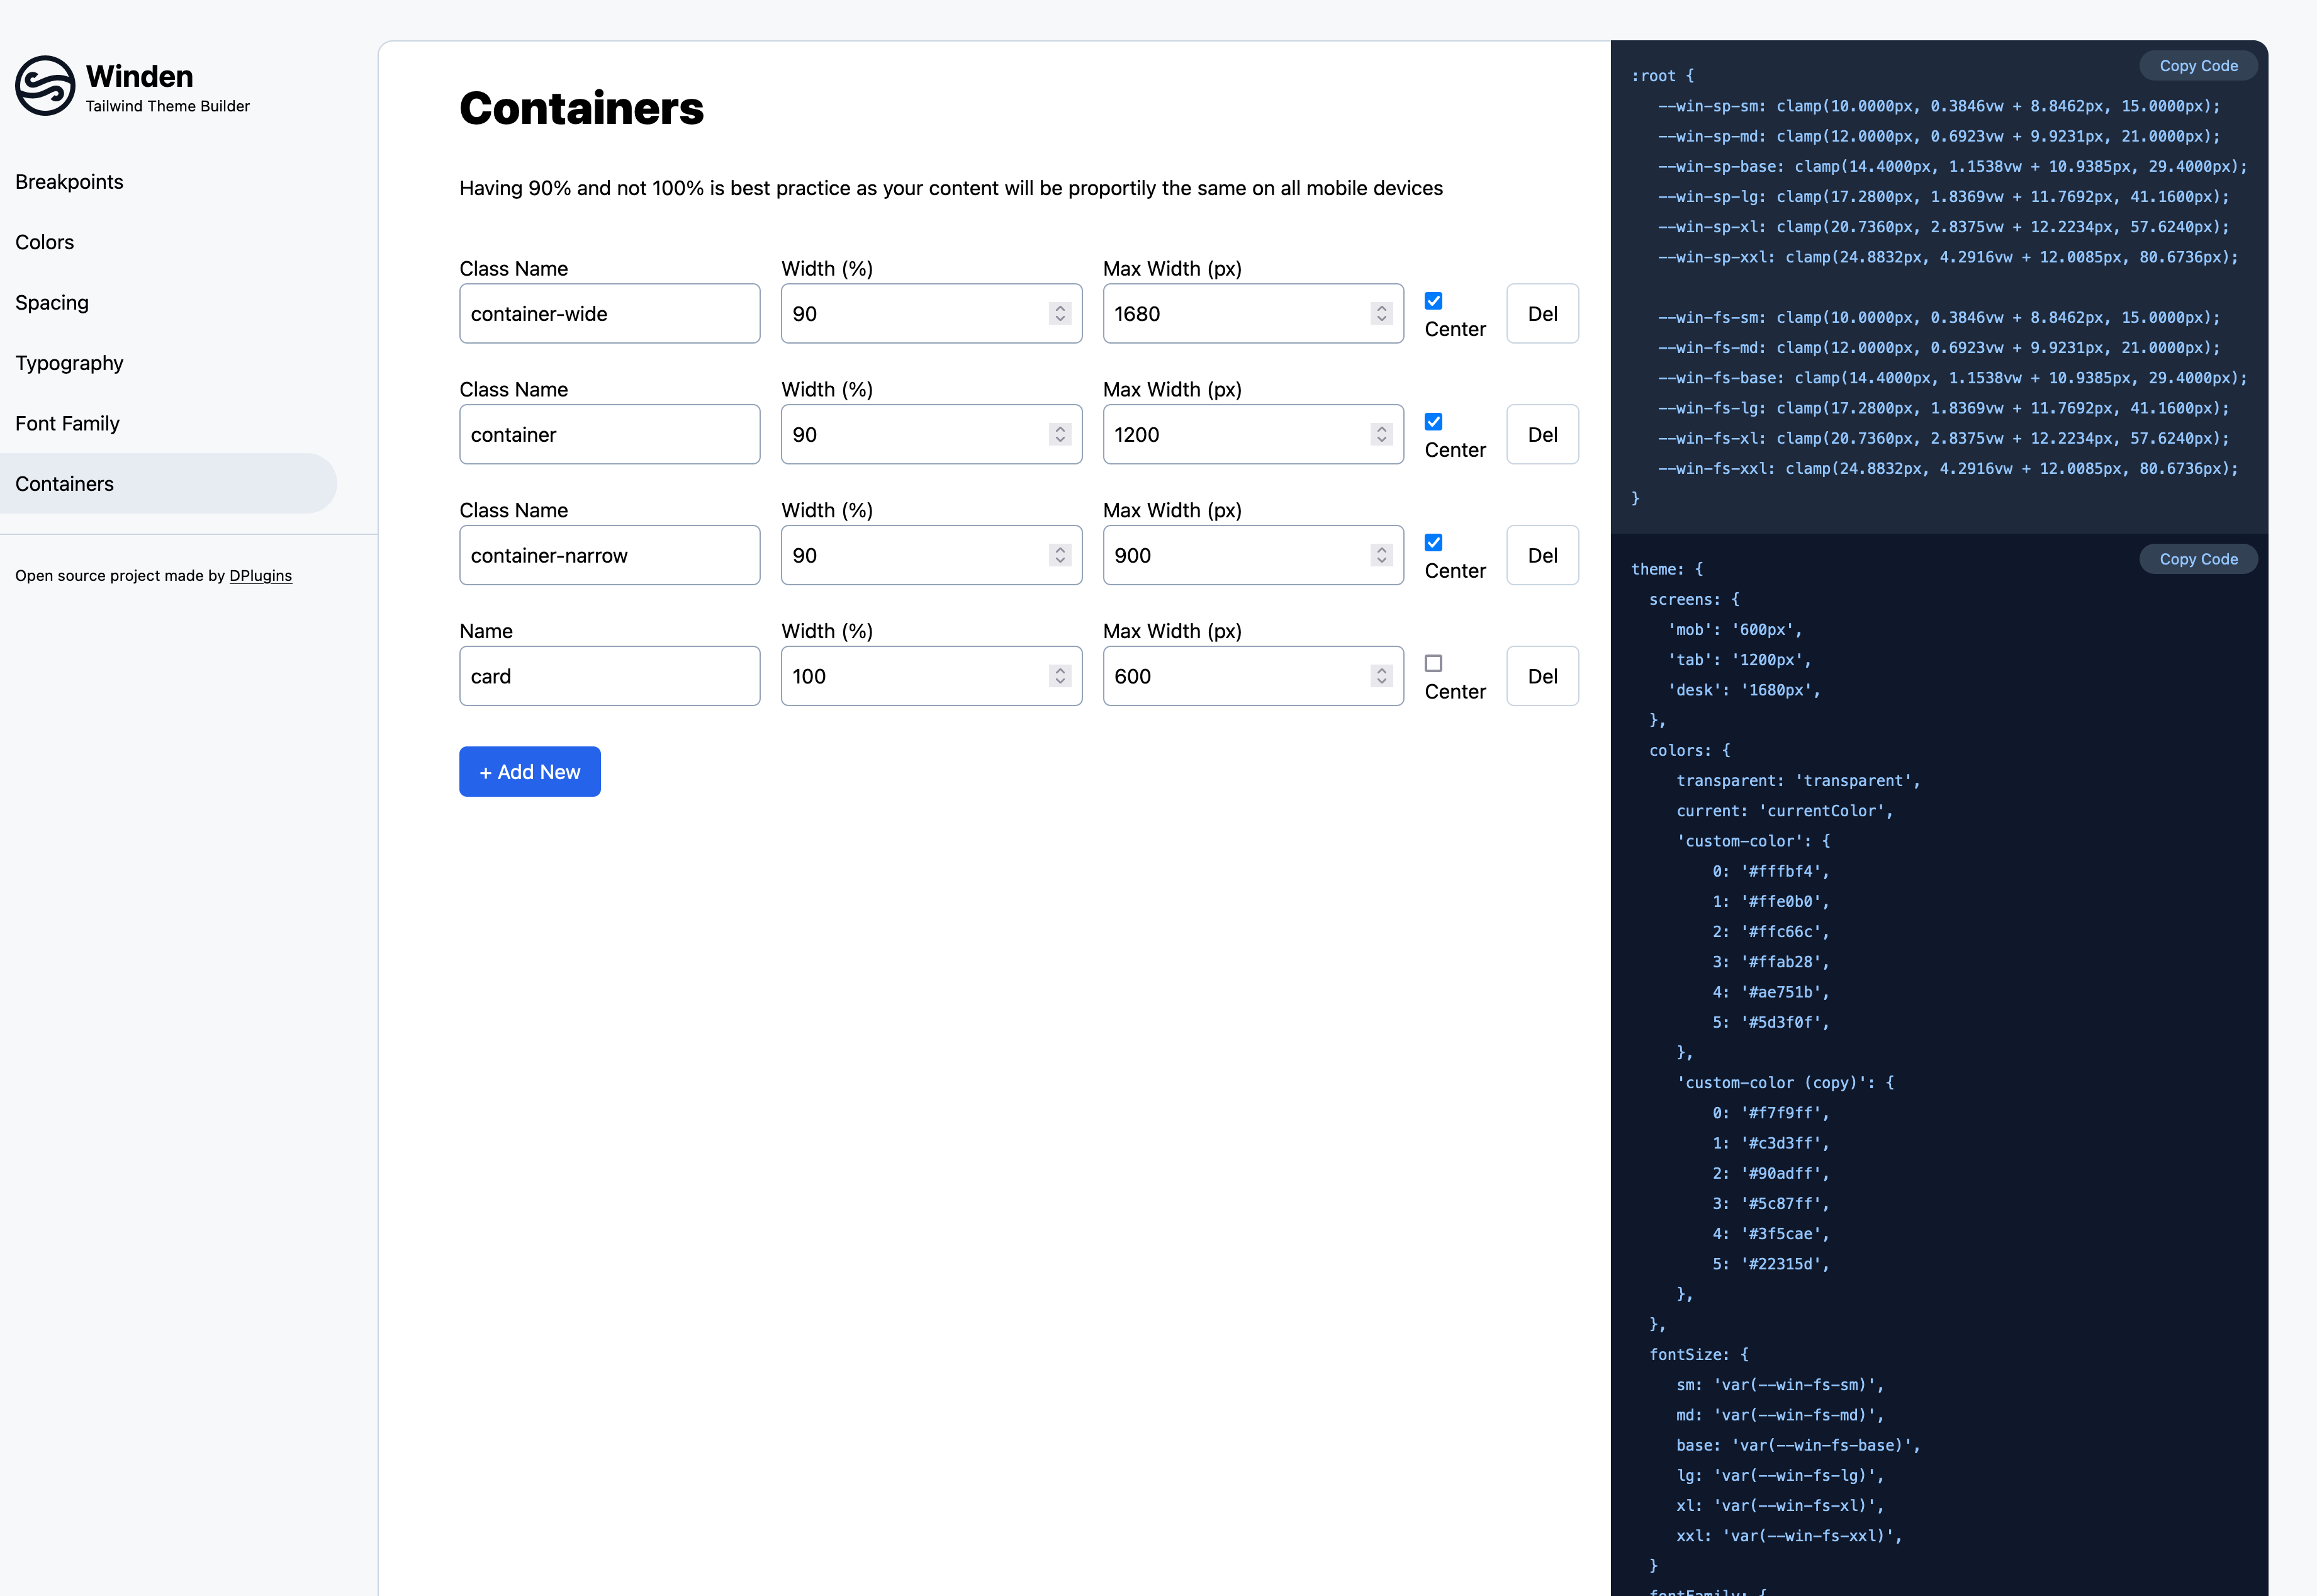 Winden
Tailwind Theme Builder
Breakpoints
Colors
Spacing
Typography
Font Family
Containers
Open source project made by DPlugins
Containers
Having 90% and not 100% is best practice as your content will be proportily the same on all mobile devices
Class Name Width (%) Max Width (px)
container-wide 90 1680 Center Del
Class Name Width (%) Max Width (px)
container 90 1200 Center Del
Class Name Width (%) Max Width (px)
container-narrow 90 900 Center Del
Name Width (%) Max Width (px)
card 100 600 Center Del
+ Add New
Copy Code
:root {
--win-sp-sm: clamp(10.0000px, 0.3846vw + 8.8462px, 15.0000px);
--win-sp-md: clamp(12.0000px, 0.6923vw + 9.9231px, 21.0000px);
--win-sp-base: clamp(14.4000px, 1.1538vw + 10.9385px, 29.4000px);
--win-sp-lg: clamp(17.2800px, 1.8369vw + 11.7692px, 41.1600px);
--win-sp-xl: clamp(20.7360px, 2.8375vw + 12.2234px, 57.6240px);
--win-sp-xxl: clamp(24.8832px, 4.2916vw + 12.0085px, 80.6736px);
--win-fs-sm: clamp(10.0000px, 0.3846vw + 8.8462px, 15.0000px);
--win-fs-md: clamp(12.0000px, 0.6923vw + 9.9231px, 21.0000px);
--win-fs-base: clamp(14.4000px, 1.1538vw + 10.9385px, 29.4000px);
--win-fs-lg: clamp(17.2800px, 1.8369vw + 11.7692px, 41.1600px);
--win-fs-xl: clamp(20.7360px, 2.8375vw + 12.2234px, 57.6240px);
--win-fs-xxl: clamp(24.8832px, 4.2916vw + 12.0085px, 80.6736px);
}
Copy Code
theme: {
screens: {
'mob': '600px',
'tab': '1200px',
'desk': '1680px',
},
colors: {
transparent: 'transparent',
current: 'currentColor',
'custom-color': {
0: '#fffbf4',
1: '#ffe0b0',
2: '#ffc66c',
3: '#ffab28',
4: '#ae751b',
5: '#5d3f0f',
},
'custom-color (copy)': {
0: '#f7f9ff',
1: '#c3d3ff',
2: '#90adff',
3: '#5c87ff',
4: '#3f5cae',
5: '#22315d',
},
},
fontSize: {
sm: 'var(--win-fs-sm)',
md: 'var(--win-fs-md)',
base: 'var(--win-fs-base)',
lg: 'var(--win-fs-lg)',
xl: 'var(--win-fs-xl)',
xxl: 'var(--win-fs-xxl)',
}
fontFamily: {